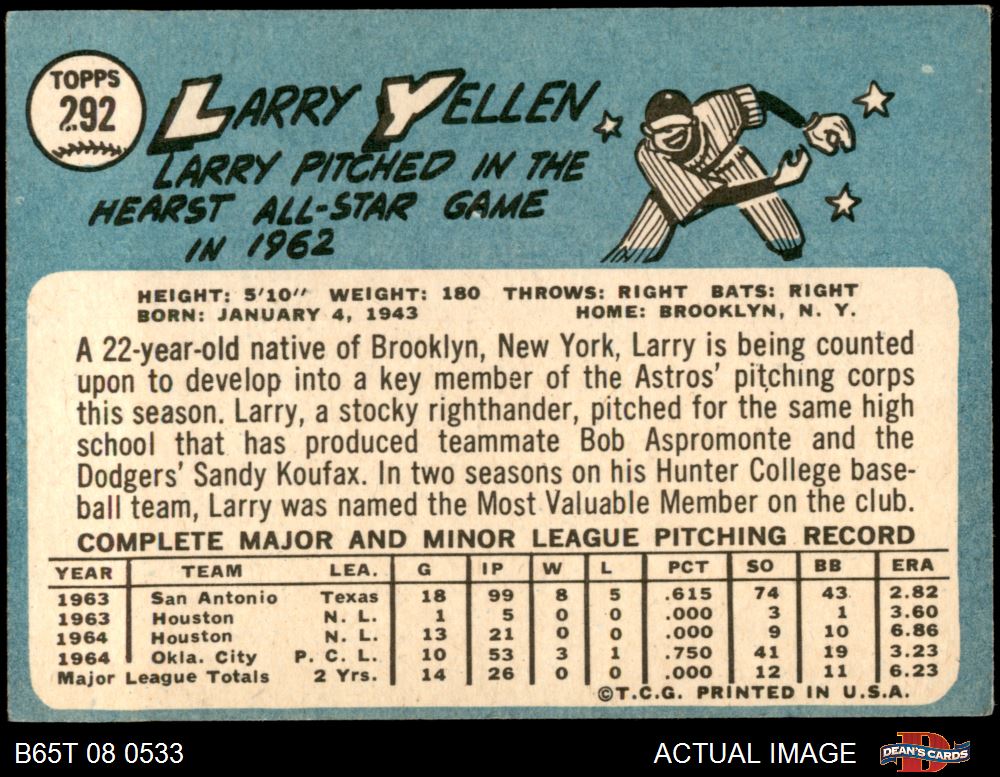 TOPPS
292
LARRY YELLEN
LARRY PITCHED IN THE
HEARST ALL-STAR GAME
IN 1962
HEIGHT: 5'10" WEIGHT: 180 THROWS: RIGHT BATS: RIGHT
BORN: JANUARY 4, 1943 HOME: BROOKLYN, N. Y.
A 22-year-old native of Brooklyn, New York, Larry is being counted
upon to develop into a key member of the Astros' pitching corps
this season. Larry, a stocky righthander, pitched for the same high
school that has produced teammate Bob Aspromonte and the
Dodgers' Sandy Koufax. In two seasons on his Hunter College base-
ball team, Larry was named the Most Valuable Member on the club.
COMPLETE MAJOR AND MINOR LEAGUE PITCHING RECORD
YEAR TEAM LEA. G IP W L PCT SO BB ERA
1963 San Antonio Texas 18 99 8 5 .615 74 43 2.82
1963 Houston N. L. 1 5 0 0 .000 3 1 3.60
1964 Houston N. L. 13 21 0 0 .000 9 10 6.86
1964 Okla. City P. C. L. 10 53 3 1 .750 41 19 3.23
Major League Totals 2 Yrs. 14 26 0 0 .000 12 11 6.23
©T.C.G. PRINTED IN U.S.A.
B65T 08 0533 ACTUAL IMAGE DEAN'S CARDS